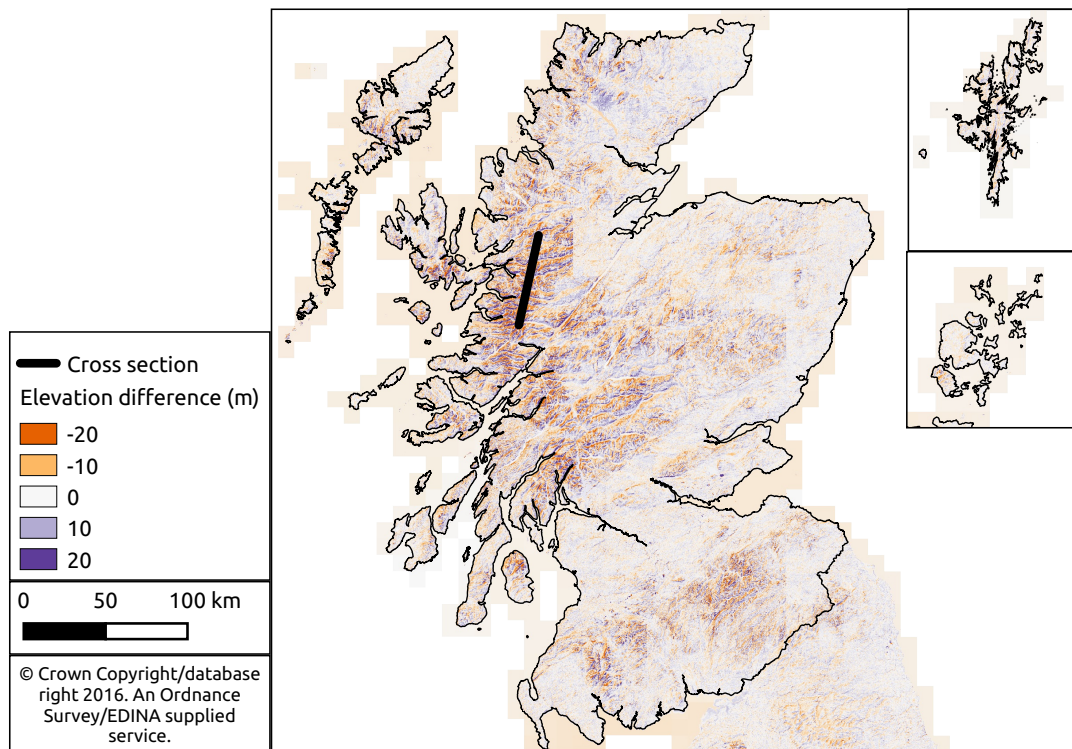 Cross section
Elevation difference (m)
-20
-10
0
10
20
0 50 100 km
© Crown Copyright/database
right 2016. An Ordnance
Survey/EDINA supplied
service.